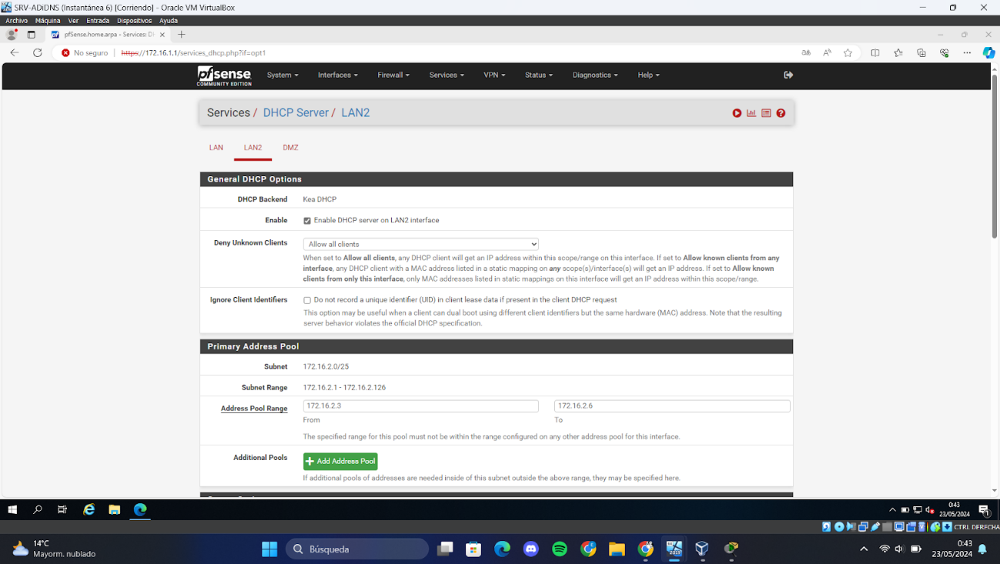 SRV-ADiDNS (Instantánea 6) [Corriendo] - Oracle VM VirtualBox
Archivo Máquina Ver Entrada Dispositivos Ayuda
pfSense.home.arpa - Services: DH
No seguro https://172.16.1.1/services_dhcp.php?if=opt1
pfsense System Interfaces Firewall Services VPN Status Diagnostics Help
COMMUNITY EDITION
Services / DHCP Server / LAN2
LAN LAN2 DMZ
General DHCP Options
DHCP Backend Kea DHCP
Enable Enable DHCP server on LAN2 interface
Deny Unknown Clients Allow all clients
When set to Allow all clients, any DHCP client will get an IP address within this scope/range on this interface. If set to Allow known clients from any
interface, any DHCP client with a MAC address listed in a static mapping on any scope(s)/interface(s) will get an IP address. If set to Allow known
clients from only this interface, only MAC addresses listed in static mappings on this interface will get an IP address within this scope/range.
Ignore Client Identifiers Do not record a unique identifier (UID) in client lease data if present in the client DHCP request
This option may be useful when a client can dual boot using different client identifiers but the same hardware (MAC) address. Note that the resulting
server behavior violates the official DHCP specification.
Primary Address Pool
Subnet 172.16.2.0/25
Subnet Range 172.16.2.1 - 172.16.2.126
Address Pool Range 172.16.2.3 172.16.2.6
From To
The specified range for this pool must not be within the range configured on any other address pool for this interface.
Additional Pools Add Address Pool
If additional pools of addresses are needed inside of this subnet outside the above range, they may be specified here.
0:43
23/05/2024
CTRL DERECHA
14°C
Mayorm. nublado
Búsqueda
0:43
23/05/2024